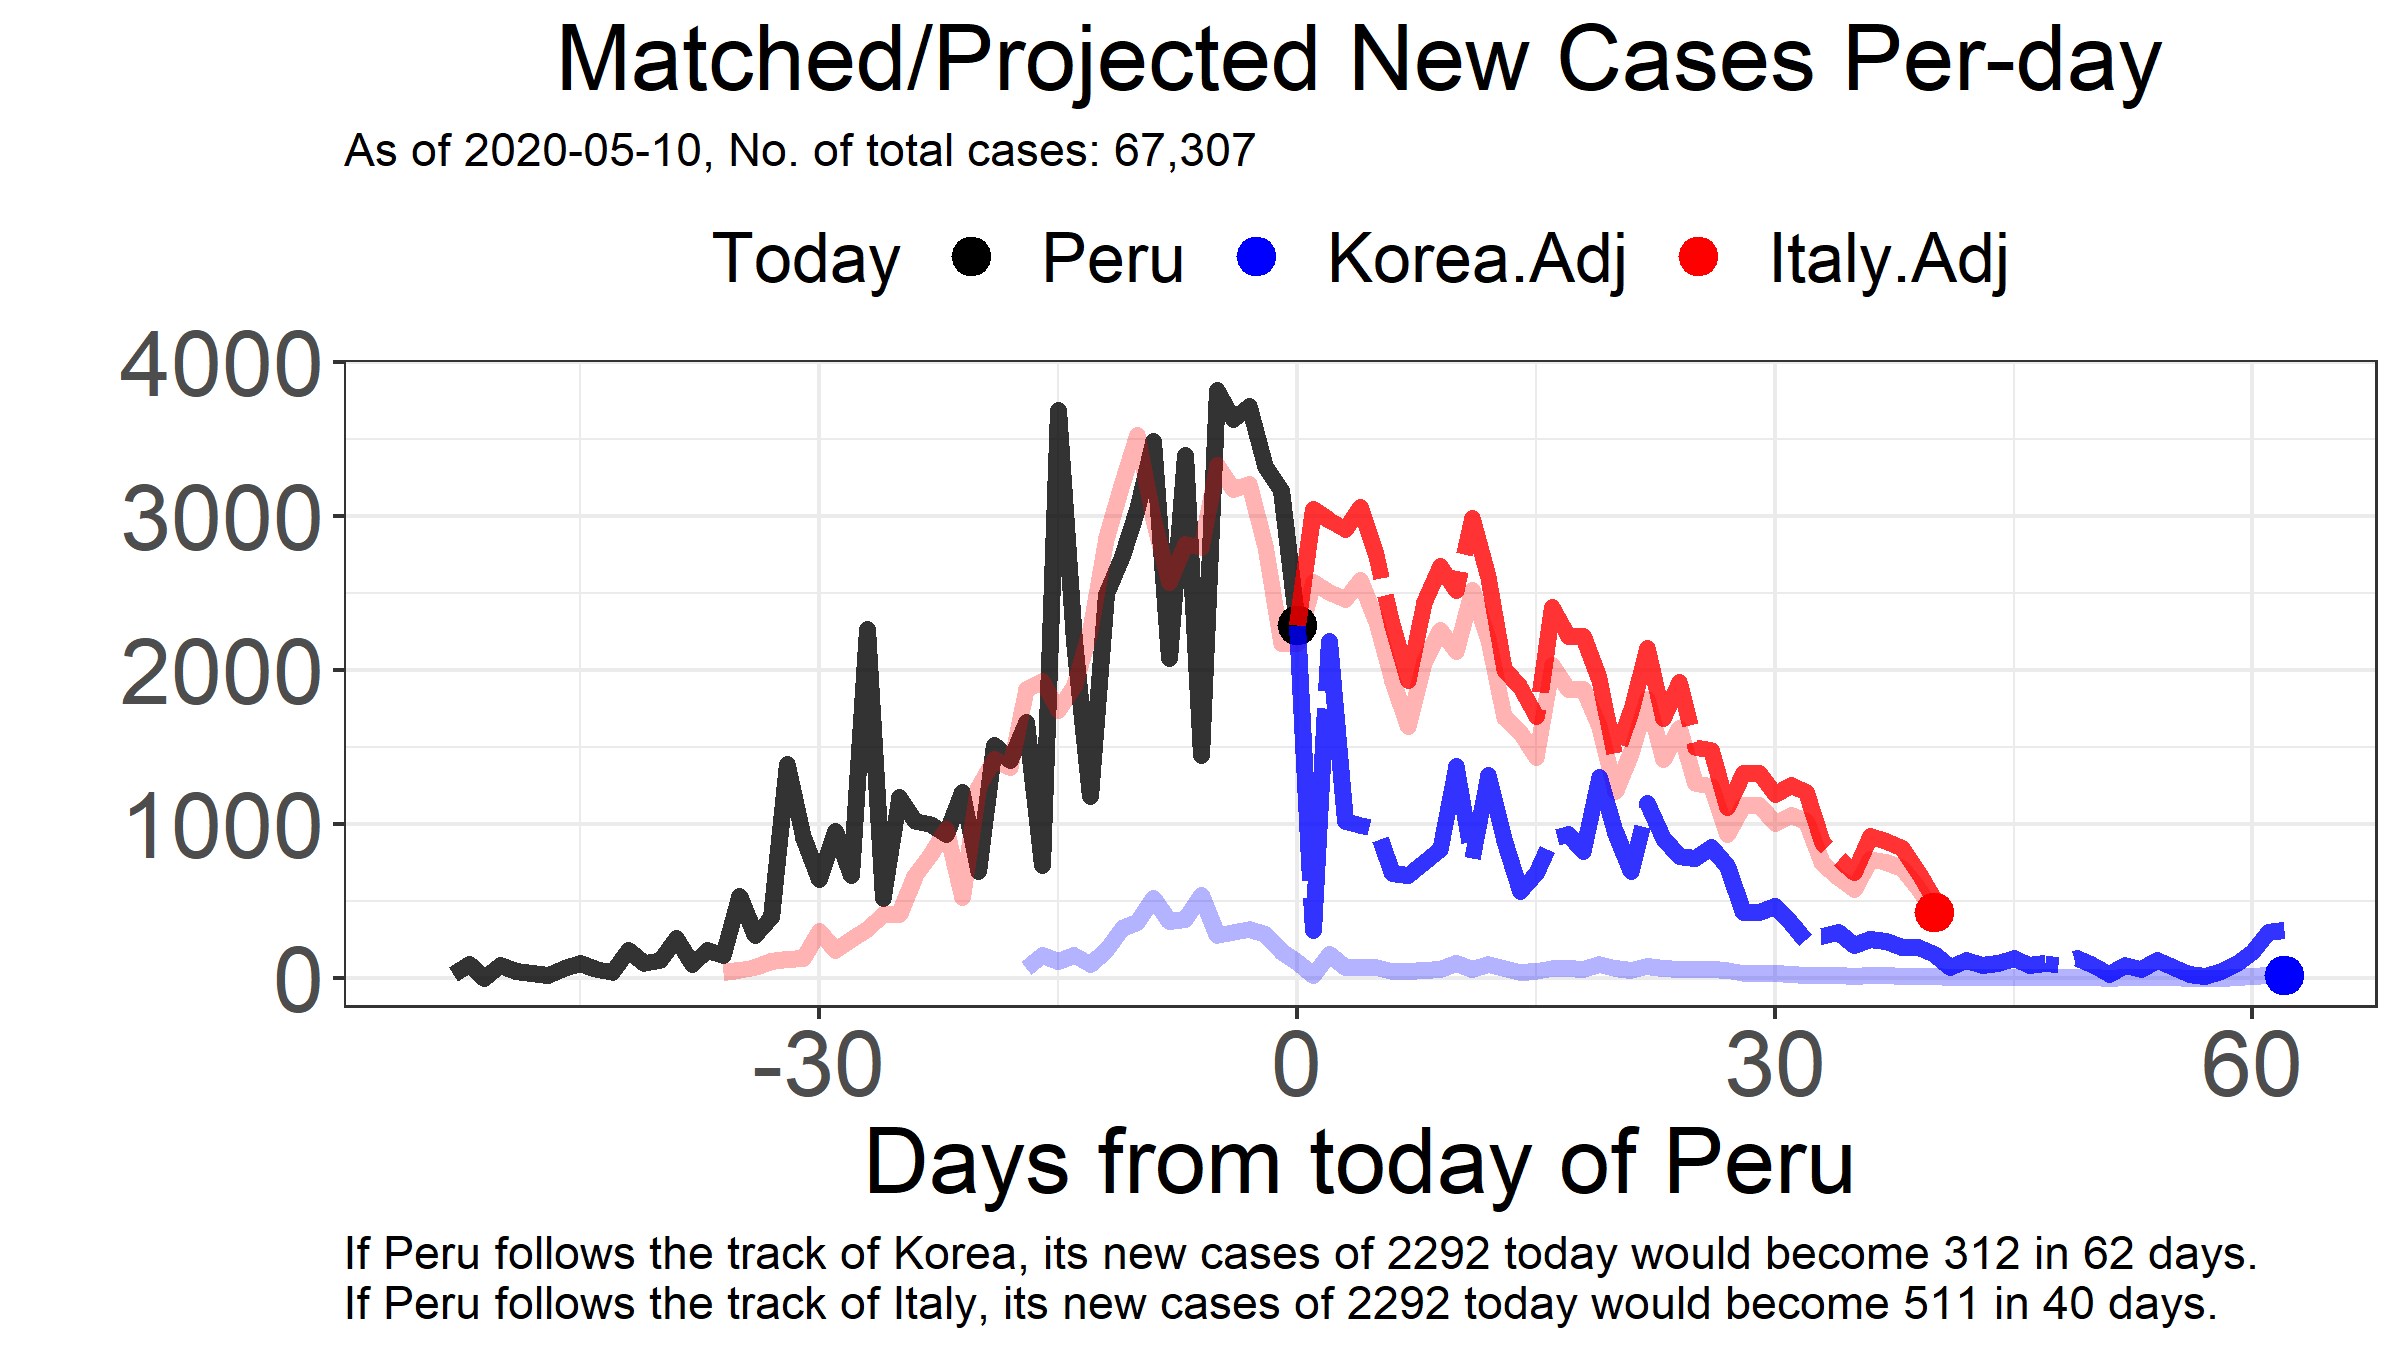 Matched/Projected New Cases Per-day
As of 2020-05-10, No. of total cases: 67,307
Today Peru Korea.Adj Italy.Adj
4000
3000
2000
1000
0
-30 0 30 60
Days from today of Peru
If Peru follows the track of Korea, its new cases of 2292 today would become 312 in 62 days.
If Peru follows the track of Italy, its new cases of 2292 today would become 511 in 40 days.